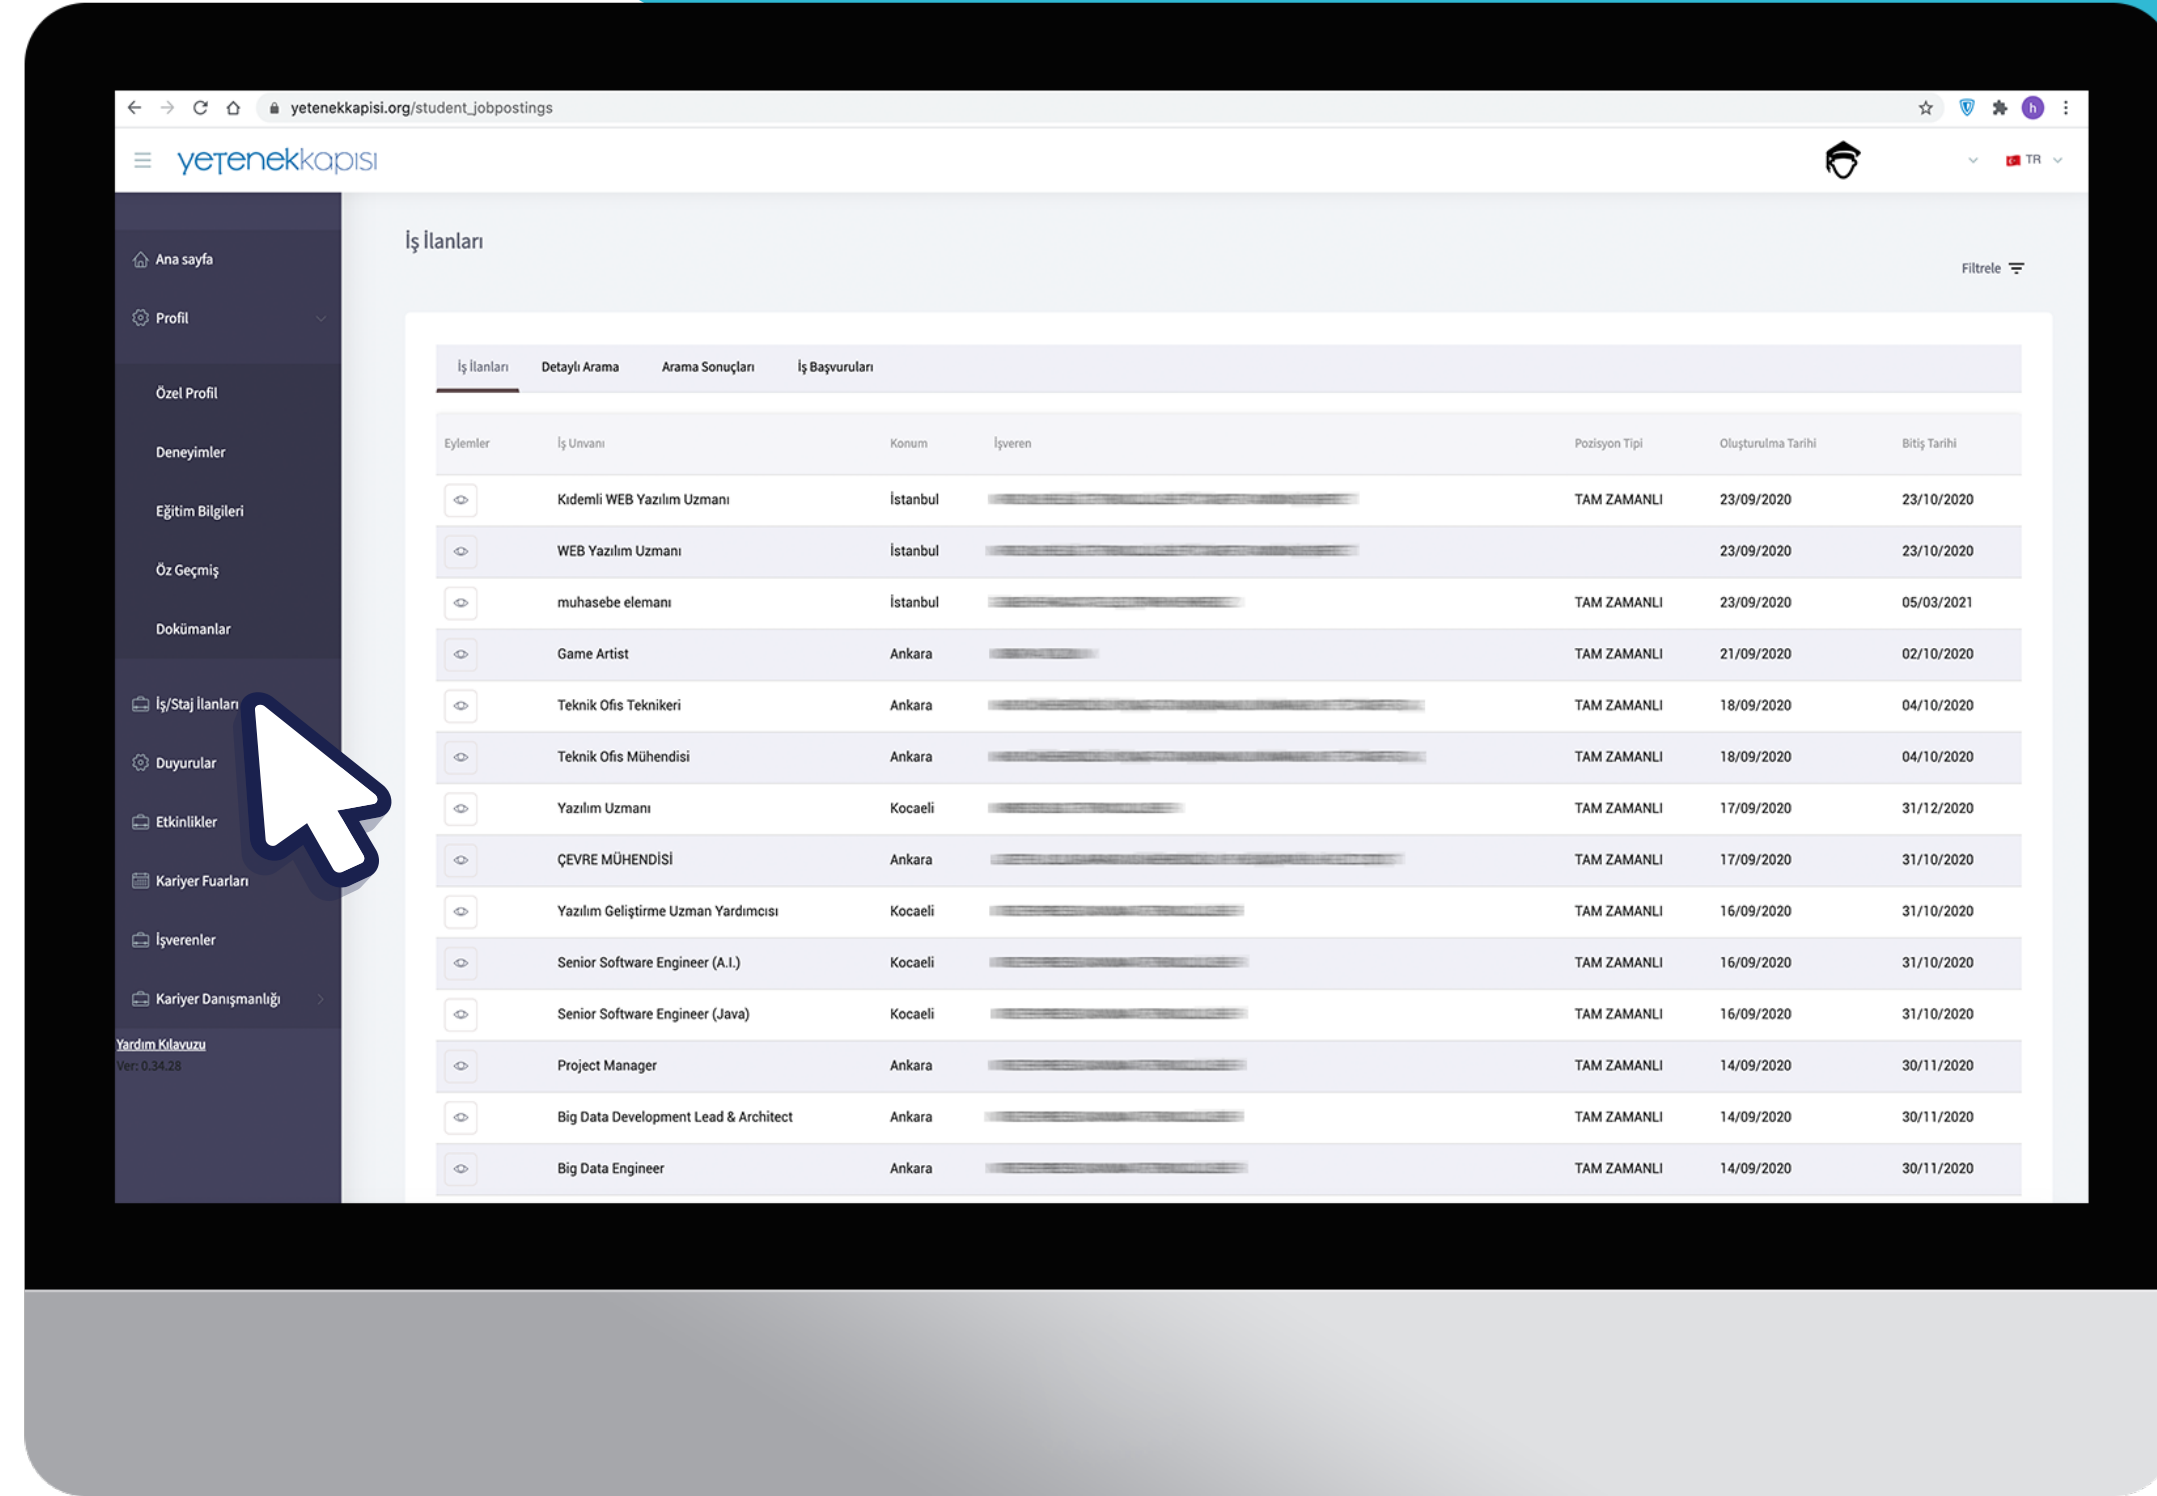 yetenekkapisi.org/student_jobpostings
h
yetenekkapısı
TR
Ana sayfa
Profil
Özel Profil
Deneyimler
Eğitim Bilgileri
Öz Geçmiş
Dokümanlar
İş/Staj İlanları
Duyurular
Etkinlikler
Kariyer Fuarları
İşverenler
Kariyer Danışmanlığı
Yardım Kılavuzu
Ver: 0.34.28
İş İlanları
Filtrele
İş İlanları Detaylı Arama Arama Sonuçları İş Başvuruları
Eylemler İş Unvanı Konum İşveren Pozisyon Tipi Oluşturulma Tarihi Bitiş Tarihi
Kıdemli WEB Yazılım Uzmanı İstanbul TAM ZAMANLI 23/09/2020 23/10/2020
WEB Yazılım Uzmanı İstanbul 23/09/2020 23/10/2020
muhasebe elemanı İstanbul TAM ZAMANLI 23/09/2020 05/03/2021
Game Artist Ankara TAM ZAMANLI 21/09/2020 02/10/2020
Teknik Ofis Teknikeri Ankara TAM ZAMANLI 18/09/2020 04/10/2020
Teknik Ofis Mühendisi Ankara TAM ZAMANLI 18/09/2020 04/10/2020
Yazılım Uzmanı Kocaeli TAM ZAMANLI 17/09/2020 31/12/2020
ÇEVRE MÜHENDİSİ Ankara TAM ZAMANLI 17/09/2020 31/10/2020
Yazılım Geliştirme Uzman Yardımcısı Kocaeli TAM ZAMANLI 16/09/2020 31/10/2020
Senior Software Engineer (A.I.) Kocaeli TAM ZAMANLI 16/09/2020 31/10/2020
Senior Software Engineer (Java) Kocaeli TAM ZAMANLI 16/09/2020 31/10/2020
Project Manager Ankara TAM ZAMANLI 14/09/2020 30/11/2020
Big Data Development Lead & Architect Ankara TAM ZAMANLI 14/09/2020 30/11/2020
Big Data Engineer Ankara TAM ZAMANLI 14/09/2020 30/11/2020